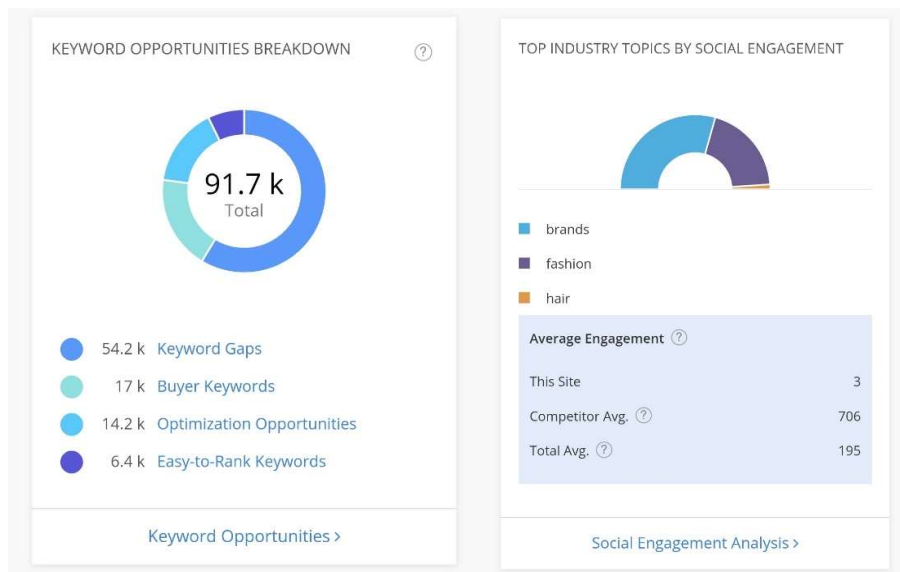 KEYWORD OPPORTUNITIES BREAKDOWN ?
91.7 k
Total
54.2 k Keyword Gaps
17 k Buyer Keywords
14.2 k Optimization Opportunities
6.4 k Easy-to-Rank Keywords
Keyword Opportunities >
TOP INDUSTRY TOPICS BY SOCIAL ENGAGEMENT
brands
fashion
hair
Average Engagement ?
This Site 3
Competitor Avg. ? 706
Total Avg. ? 195
Social Engagement Analysis >